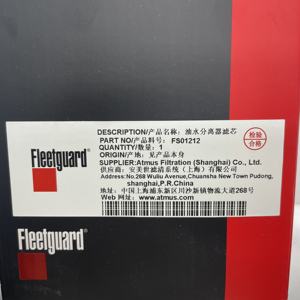 Fleetguard
DESCRIPTION/产品名称: 油水分离器滤芯
PART NO/产品料号: FS01212
QUANTITY/数量: 1
ORIGIN/产地: 见产品本身
SUPPLIER:Atmus Filtration (Shanghai) Co., Ltd.
供应商: 安美世滤清系统（上海）有限公司
Address:No.268 Wuliu Avenue,Chuansha New Town Pudong,
shanghai,P.R.China
地址:中国上海浦东新区川沙新镇物流大道268号
Web 网址:www.atmus.com
检验
合格
Fleetguard